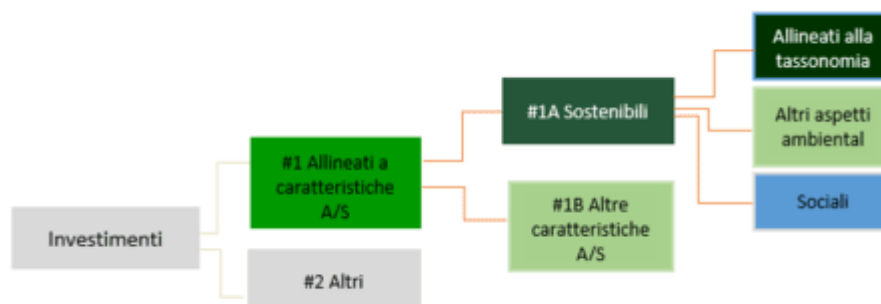 Investimenti
#1 Allineati a
caratteristiche
A/S
#2 Altri
#1A Sostenibili
#1B Altre
caratteristiche
A/S
Allineati alla
tassonomia
Altri aspetti
ambiental
Sociali